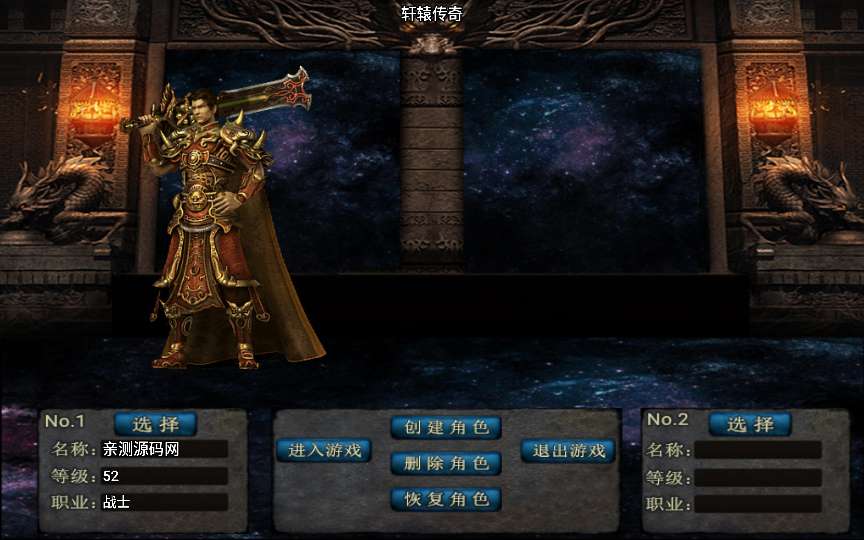 轩辕传奇
No.1 选择
名称: 亲测源码网
等级: 52
职业: 战士
创建角色
进入游戏
删除角色
退出游戏
恢复角色
No.2 选择
名称:
等级:
职业: